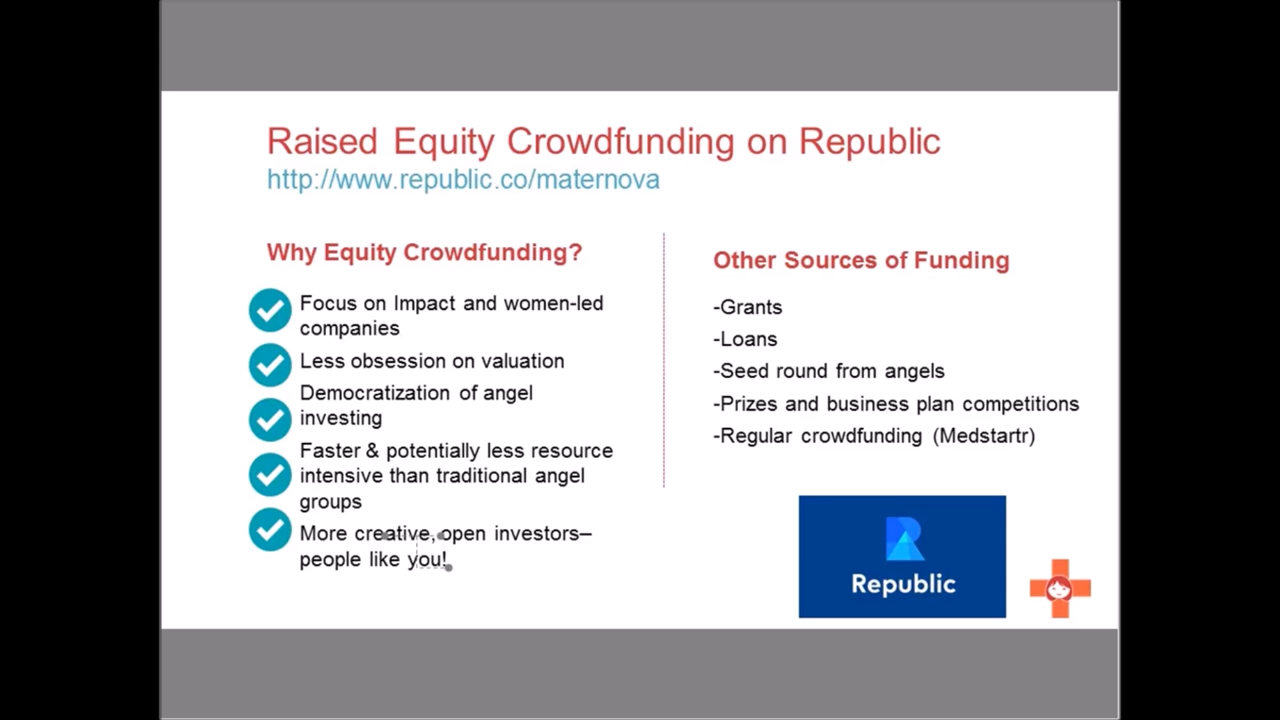 Raised Equity Crowdfunding on Republic
http://www.republic.co/maternova
Why Equity Crowdfunding?
Focus on Impact and women-led
companies
Less obsession on valuation
Democratization of angel
investing
Faster & potentially less resource
intensive than traditional angel
groups
More creative, open investors–
people like you!
Other Sources of Funding
-Grants
-Loans
-Seed round from angels
-Prizes and business plan competitions
-Regular crowdfunding (Medstartr)
Republic